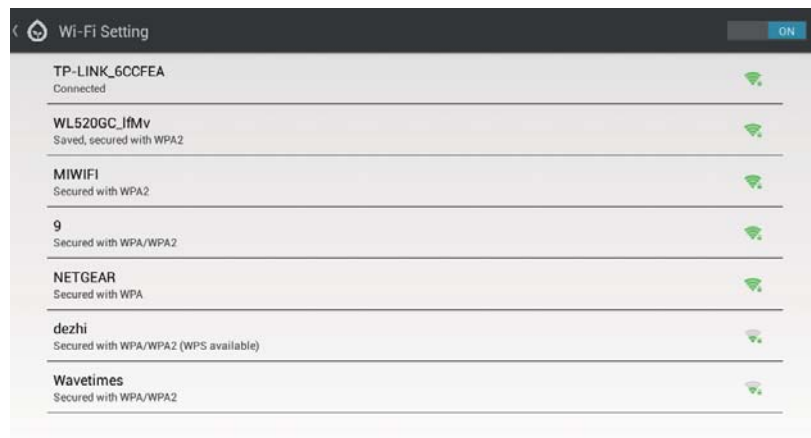 Wi-Fi Setting
ON
TP-LINK_6CCFEA
Connected
WL520GC_lfMv
Saved, secured with WPA2
MIWIFI
Secured with WPA2
9
Secured with WPA/WPA2
NETGEAR
Secured with WPA
dezhi
Secured with WPA/WPA2 (WPS available)
Wavetimes
Secured with WPA/WPA2